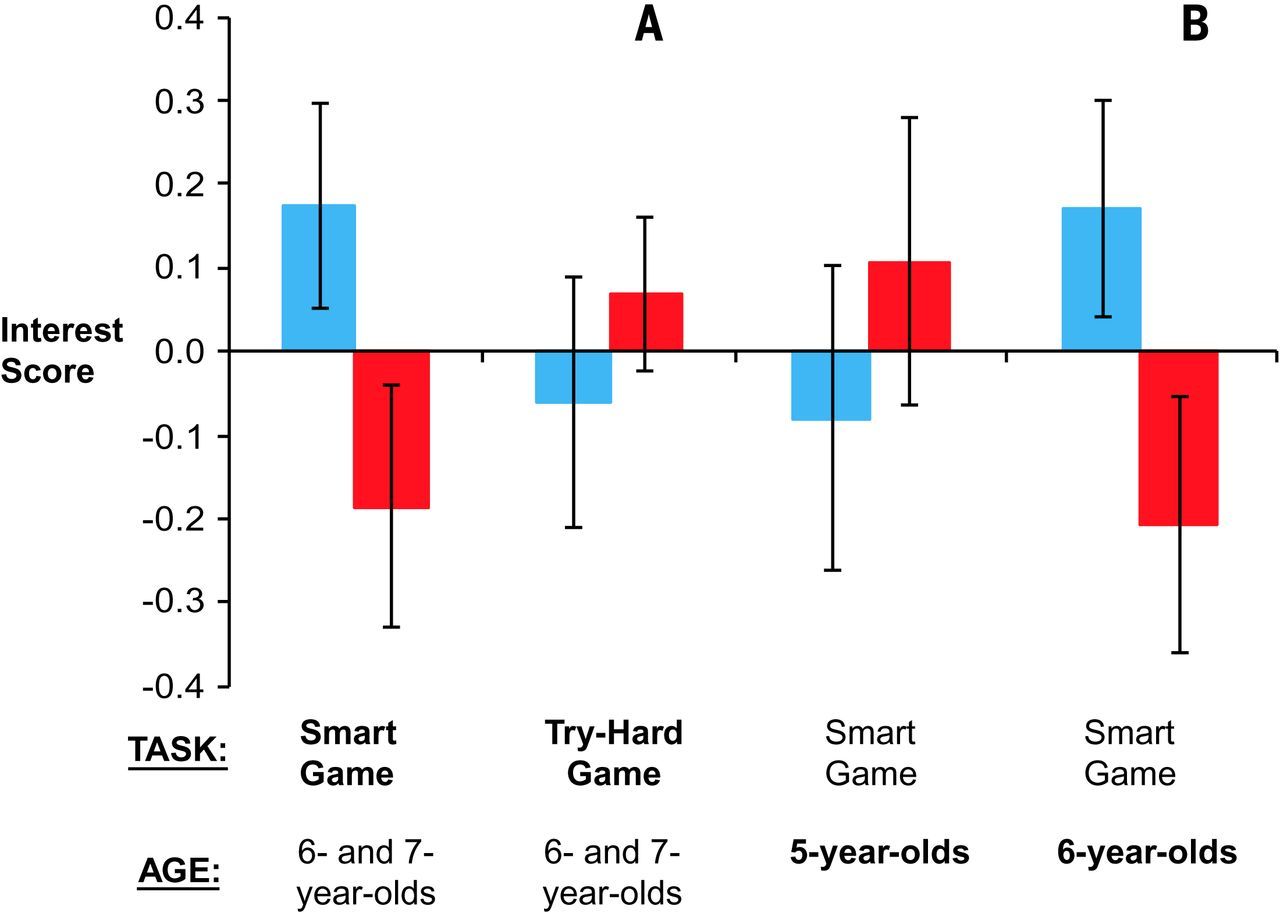 A
B
0.4
0.3
0.2
0.1
0.0
-0.1
-0.2
-0.3
-0.4
Interest
Score
TASK:
Smart
Game
Try-Hard
Game
Smart
Game
Smart
Game
AGE:
6- and 7-
year-olds
6- and 7-
year-olds
5-year-olds
6-year-olds